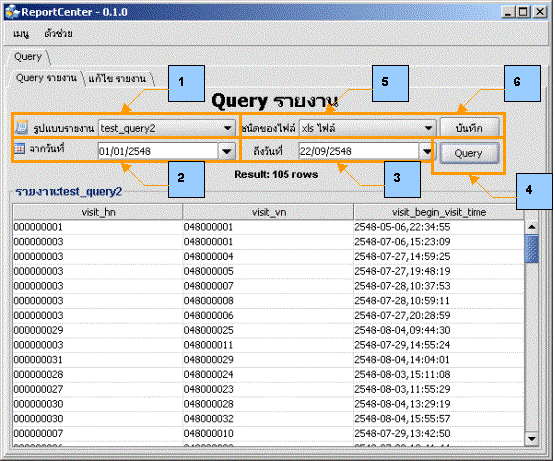 ReportCenter - 0.1.0
เมนู ตัวช่วย
Query
Query รายงาน แก้ไข รายงาน
1 5 6
Query รายงาน
รูปแบบรายงาน test_query2 ชนิดของไฟล์ xls ไฟล์ บันทึก
จากวันที่ 01/01/2548 ถึงวันที่ 22/09/2548 Query
2 3 4
Result: 105 rows
รายงาน:test_query2
visit_hn visit_vn visit_begin_visit_time
000000001 048000001 2548-05-06,22:34:55
000000003 048000001 2548-07-06,15:23:09
000000003 048000004 2548-07-27,14:59:25
000000003 048000005 2548-07-27,19:48:19
000000003 048000007 2548-07-28,10:37:53
000000003 048000008 2548-07-28,10:59:11
000000003 048000006 2548-07-27,20:28:59
000000029 048000025 2548-08-04,09:44:30
000000003 048000011 2548-07-29,14:55:24
000000031 048000029 2548-08-04,14:04:01
000000028 048000024 2548-08-03,15:11:08
000000027 048000023 2548-08-03,11:55:29
000000030 048000028 2548-08-04,13:29:19
000000030 048000032 2548-08-04,15:55:57
000000007 048000010 2548-07-29,13:42:50